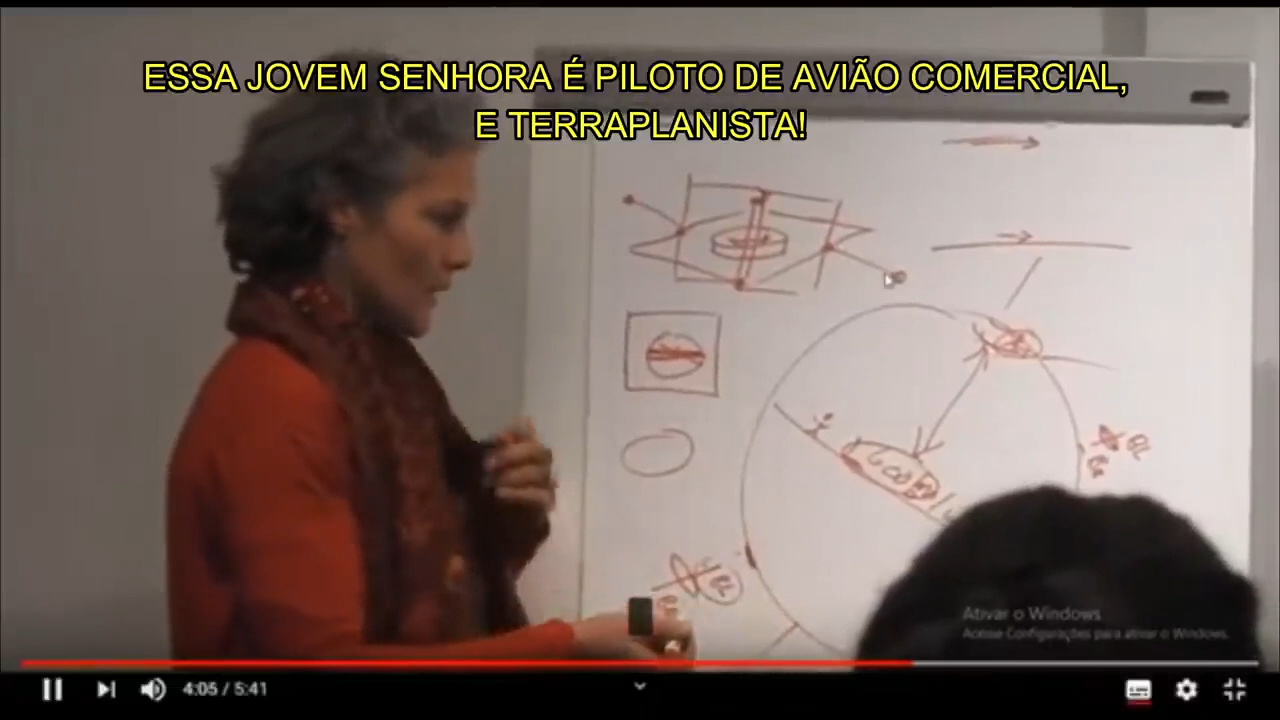 ESSA JOVEM SENHORA É PILOTO DE AVIÃO COMERCIAL,
E TERRAPLANISTA!
Ativar o Windows
Acesse Configurações para ativar o Windows.
4:05 / 5:41